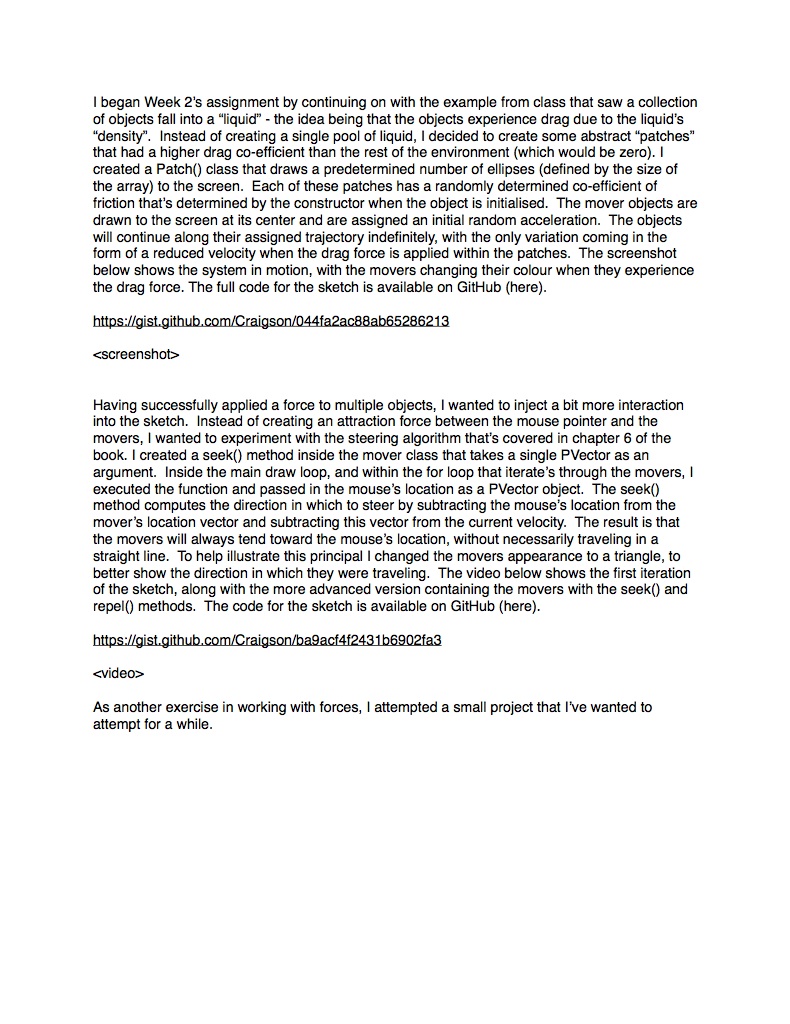 I began Week 2's assignment by continuing on with the example from class that saw a collection
of objects fall into a “liquid” - the idea being that the objects experience drag due to the liquid's
“density”.  Instead of creating a single pool of liquid, I decided to create some abstract “patches”
that had a higher drag co-efficient than the rest of the environment (which would be zero). I
created a Patch() class that draws a predetermined number of ellipses (defined by the size of
the array) to the screen.  Each of these patches has a randomly determined co-efficient of
friction that's determined by the constructor when the object is initialised.  The mover objects are
drawn to the screen at its center and are assigned an initial random acceleration.  The objects
will continue along their assigned trajectory indefinitely, with the only variation coming in the
form of a reduced velocity when the drag force is applied within the patches.  The screenshot
below shows the system in motion, with the movers changing their colour when they experience
the drag force. The full code for the sketch is available on GitHub (here).
https://gist.github.com/Craigson/044fa2ac88ab65286213
<screenshot>
Having successfully applied a force to multiple objects, I wanted to inject a bit more interaction
into the sketch.  Instead of creating an attraction force between the mouse pointer and the
movers, I wanted to experiment with the steering algorithm that's covered in chapter 6 of the
book. I created a seek() method inside the mover class that takes a single PVector as an
argument.  Inside the main draw loop, and within the for loop that iterate's through the movers, I
executed the function and passed in the mouse's location as a PVector object.  The seek()
method computes the direction in which to steer by subtracting the mouse's location from the
mover's location vector and subtracting this vector from the current velocity.  The result is that
the movers will always tend toward the mouse's location, without necessarily traveling in a
straight line.  To help illustrate this principal I changed the movers appearance to a triangle, to
better show the direction in which they were traveling.  The video below shows the first iteration
of the sketch, along with the more advanced version containing the movers with the seek() and
repel() methods.  The code for the sketch is available on GitHub (here).
https://gist.github.com/Craigson/ba9acf4f2431b6902fa3
<video>
As another exercise in working with forces, I attempted a small project that I've wanted to
attempt for a while.